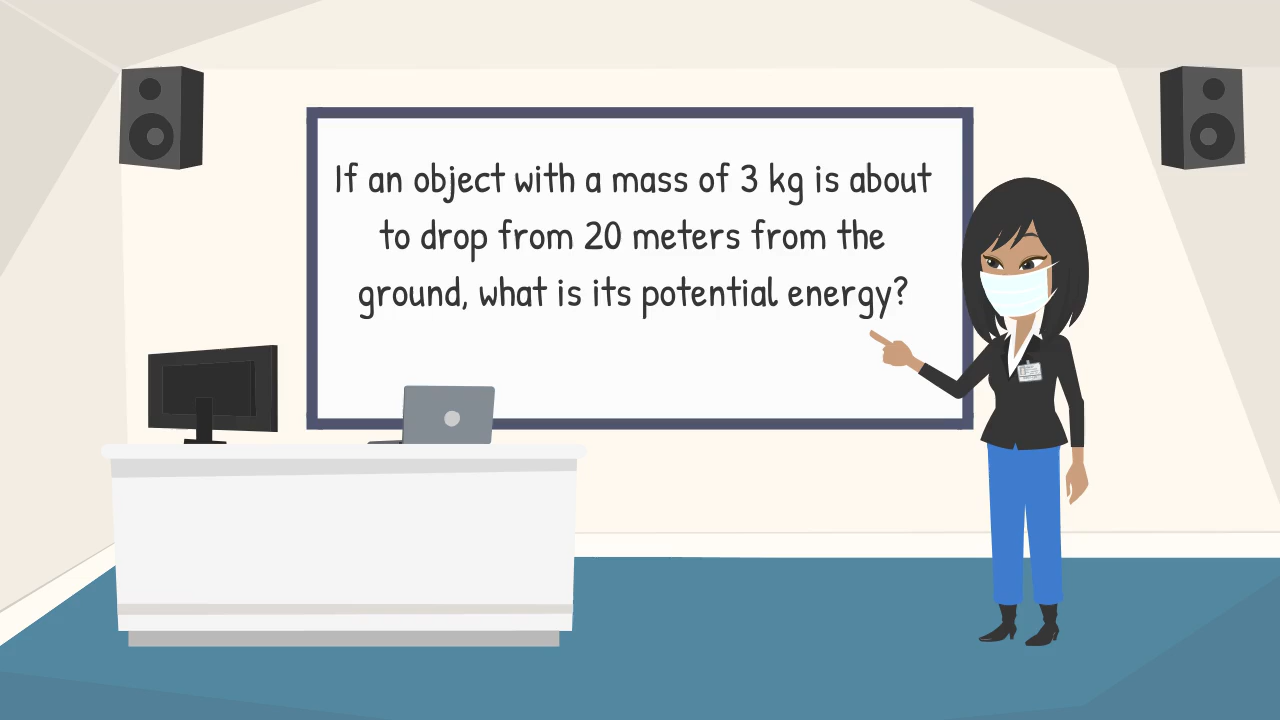 If an object with a mass of 3 kg is about
to drop from 20 meters from the
ground, what is its potential energy?